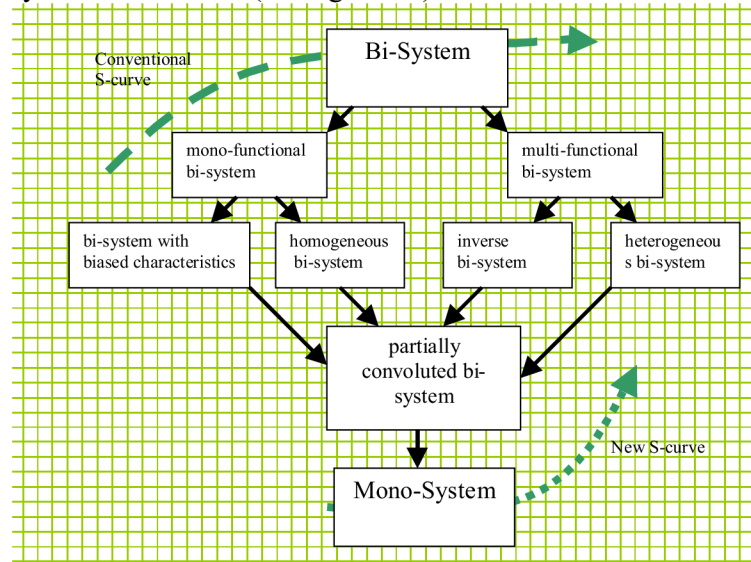 Conventional
S-curve
Bi-System
mono-functional
bi-system
multi-functional
bi-system
bi-system with
biased characteristics
homogeneous
bi-system
inverse
bi-system
heterogeneou
s bi-system
partially
convoluted bi-
system
New S-curve
Mono-System